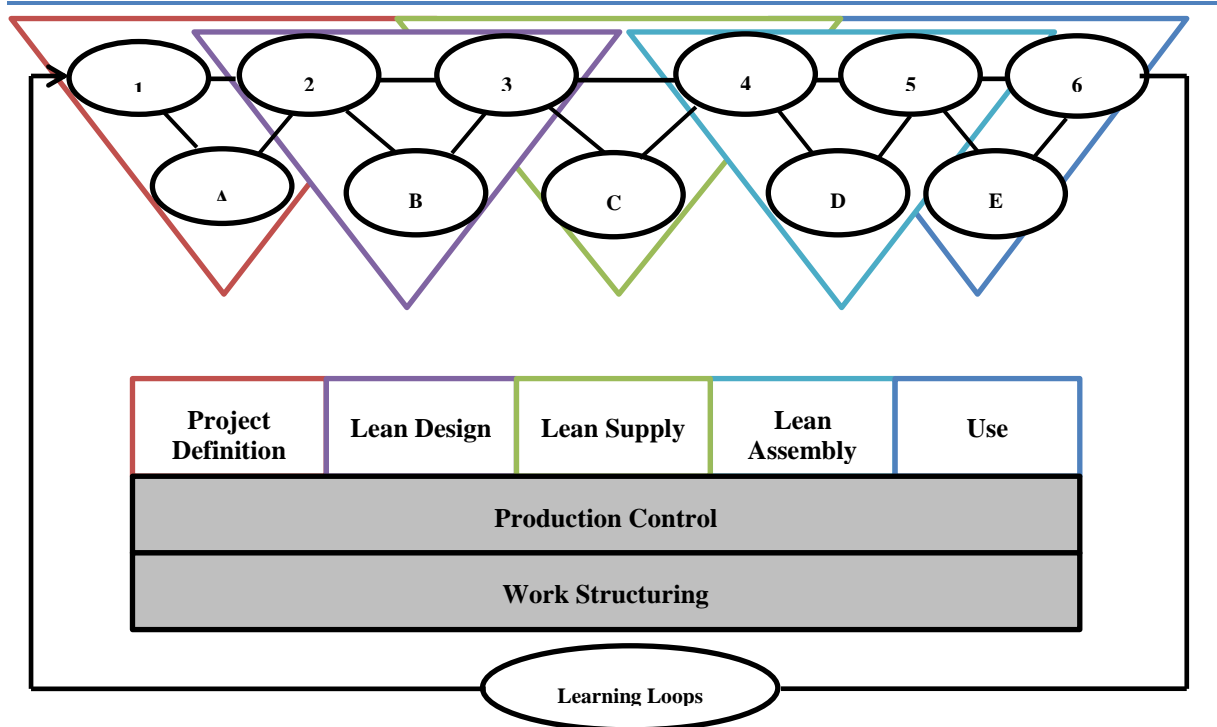 1
2
3
4
5
6
A
B
C
D
E
Project
Definition
Lean Design
Lean Supply
Lean
Assembly
Use
Production Control
Work Structuring
Learning Loops